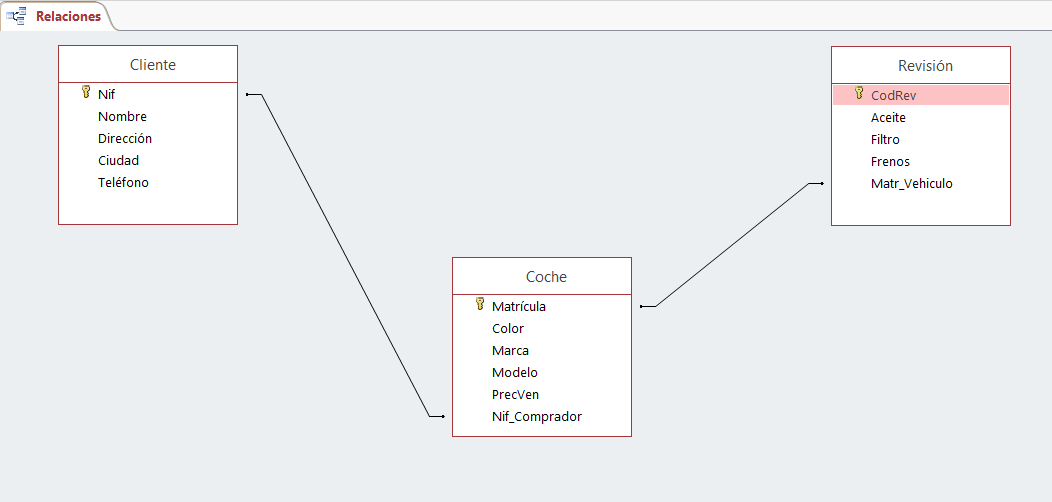 Relaciones
Cliente
Nif
Nombre
Dirección
Ciudad
Teléfono
Revisión
CodRev
Aceite
Filtro
Frenos
Matr_Vehiculo
Coche
Matrícula
Color
Marca
Modelo
PrecVen
Nif_Comprador